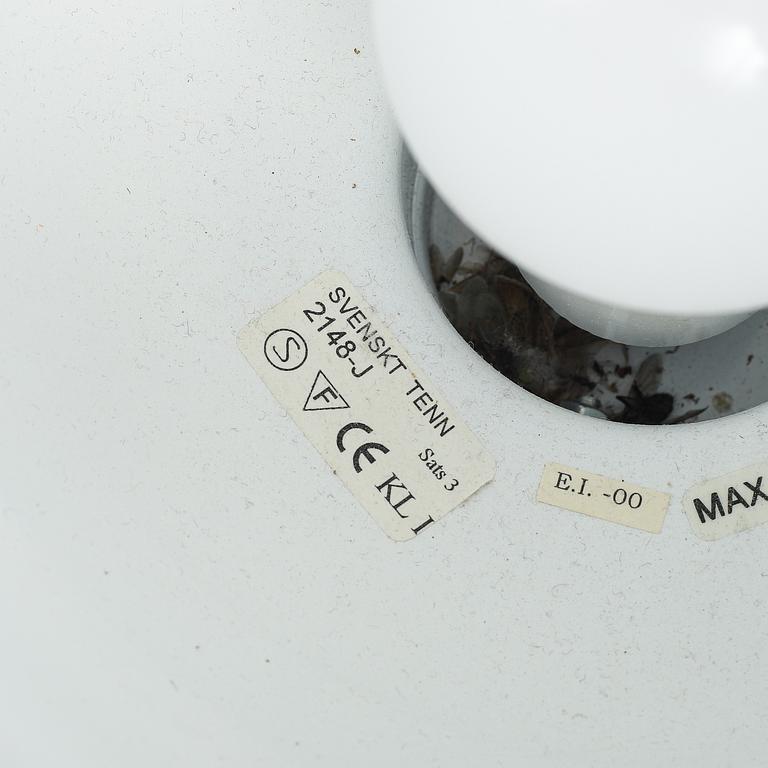 SVENSKT TENN
2148-J
S F CE KL I
Sats 3
E.I. -00
MAX